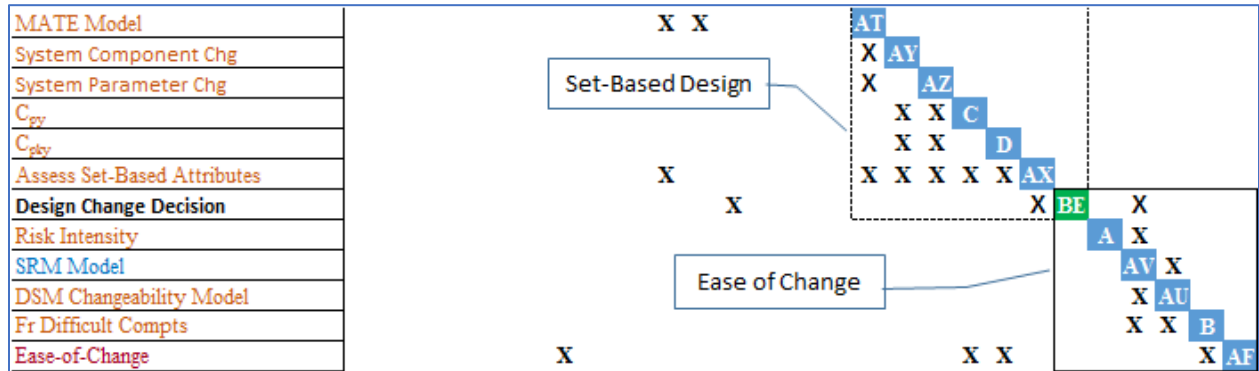 MATE Model X X AT
System Component Chg X AY
System Parameter Chg X AZ
Set-Based Design
Cpy X X C
Cpky X X D
Assess Set-Based Attributes X X X X X X AX
Design Change Decision X X BE X
Risk Intensity A X
SRM Model AV X
Ease of Change
DSM Changeability Model X AU
Fr Difficult Compts X X B
Ease-of-Change X X X X AF